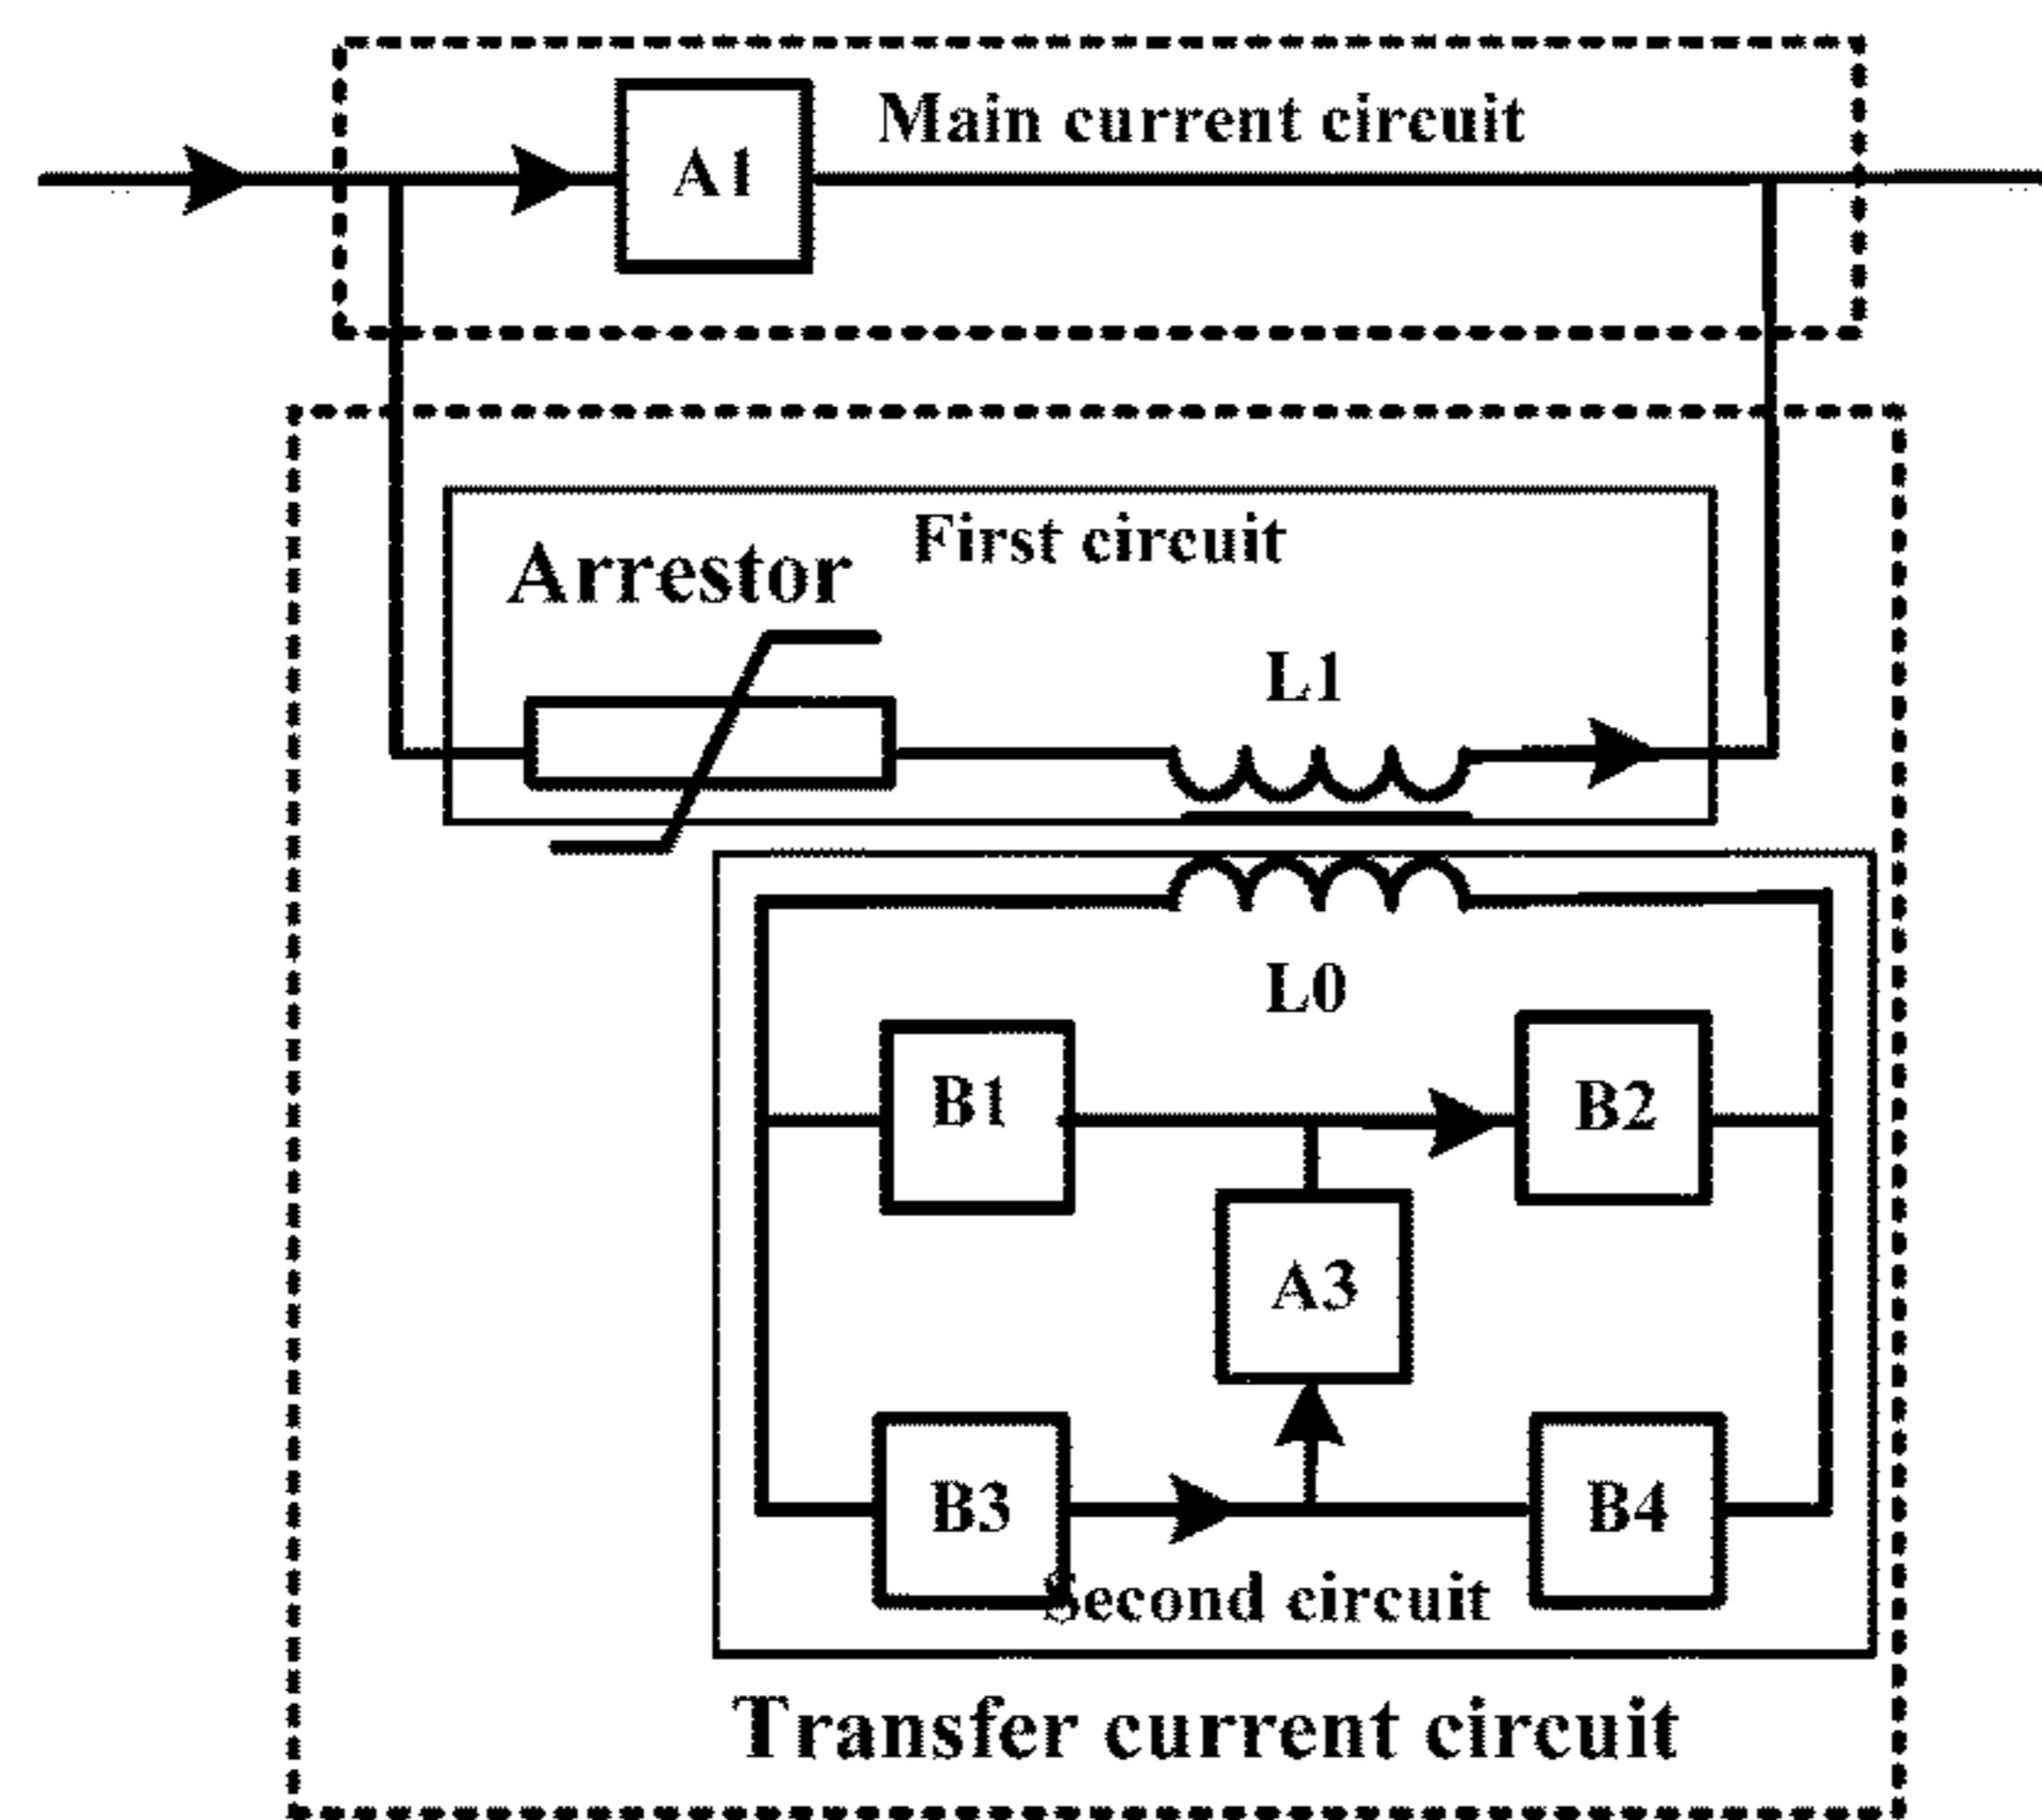 Main current circuit
A1
First circuit
Arrestor
L1
L0
B1
B2
A3
B3
B4
Second circuit
Transfer current circuit